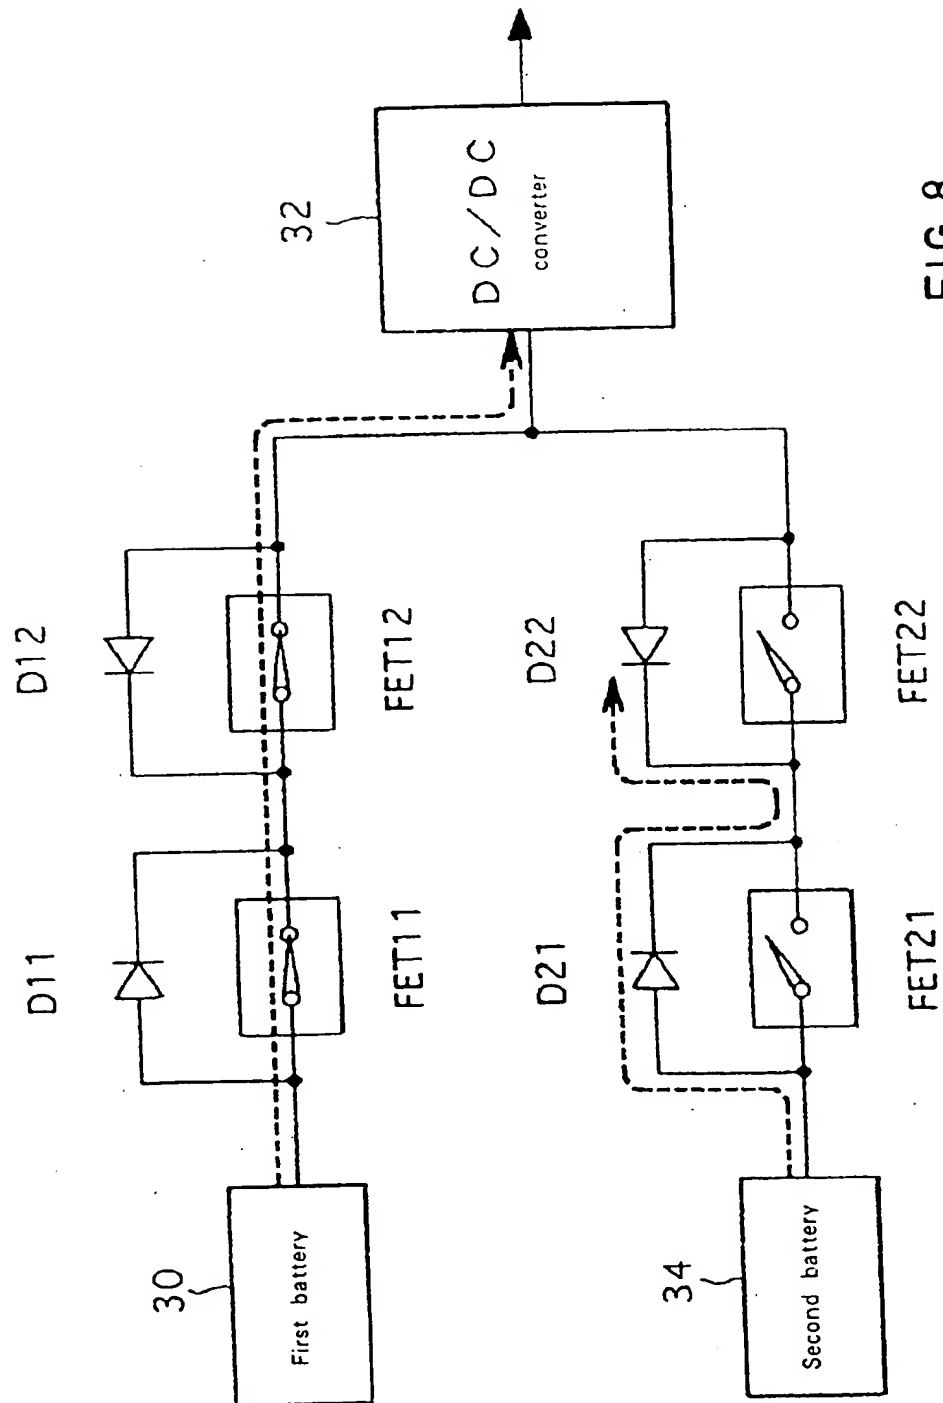 32
DC/DC
converter
D12
FET12
D11
FET11
30
First battery
D22
FET22
D21
FET21
34
Second battery
FIG. 8